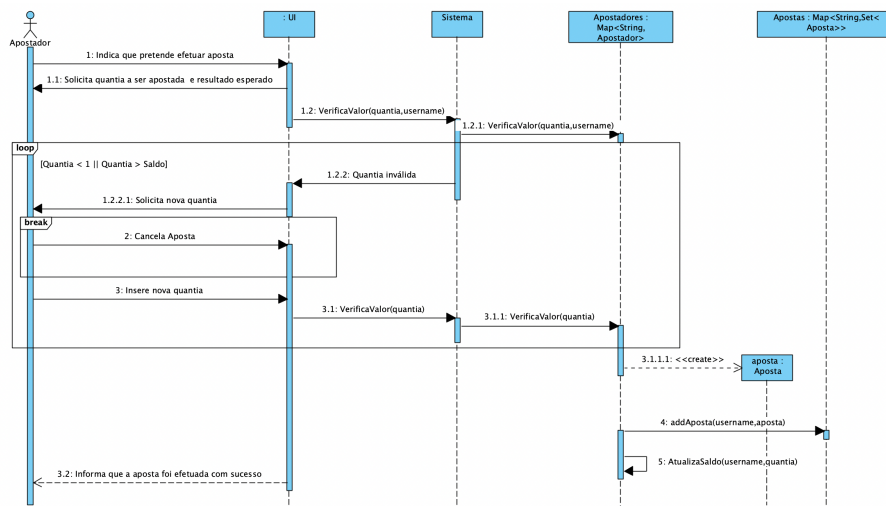 Apostador
: UI
Sistema
Apostadores :
Map<String,
Apostador>
Apostas : Map<String,Set<
Aposta>>
1: Indica que pretende efetuar aposta
1.1: Solicita quantia a ser apostada e resultado esperado
1.2: VerificaValor(quantia,username)
1.2.1: VerificaValor(quantia,username)
loop
[Quantia < 1 || Quantia > Saldo]
1.2.2: Quantia inválida
1.2.2.1: Solicita nova quantia
break
2: Cancela Aposta
3: Insere nova quantia
3.1: VerificaValor(quantia)
3.1.1: VerificaValor(quantia)
3.1.1.1: <<create>>
aposta :
Aposta
4: addAposta(username,aposta)
5: AtualizaSaldo(username,quantia)
3.2: Informa que a aposta foi efetuada com sucesso